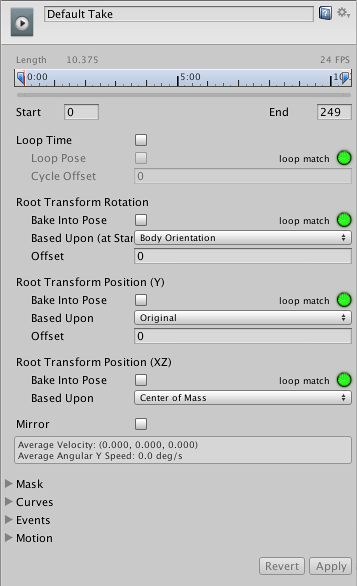 Default Take
Length 10.375 24 FPS
0:00 5:00 10:
Start 0 End 249
Loop Time
Loop Pose loop match
Cycle Offset 0
Root Transform Rotation
Bake Into Pose loop match
Based Upon (at Star Body Orientation
Offset 0
Root Transform Position (Y)
Bake Into Pose loop match
Based Upon Original
Offset 0
Root Transform Position (XZ)
Bake Into Pose loop match
Based Upon Center of Mass
Mirror
Average Velocity: (0.000, 0.000, 0.000)
Average Angular Y Speed: 0.0 deg/s
Mask
Curves
Events
Motion
Revert Apply